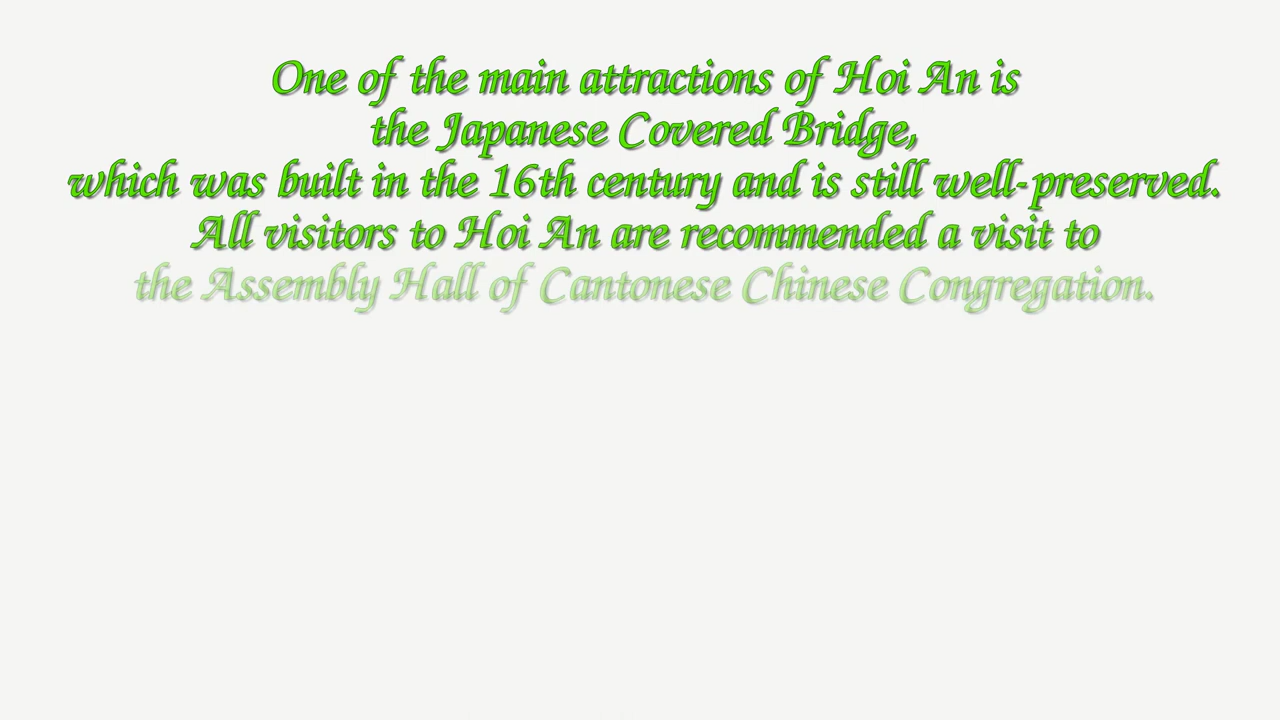 One of the main attractions of Hoi An is
the Japanese Covered Bridge,
which was built in the 16th century and is still well-preserved.
All visitors to Hoi An are recommended a visit to
the Assembly Hall of Cantonese Chinese Congregation.